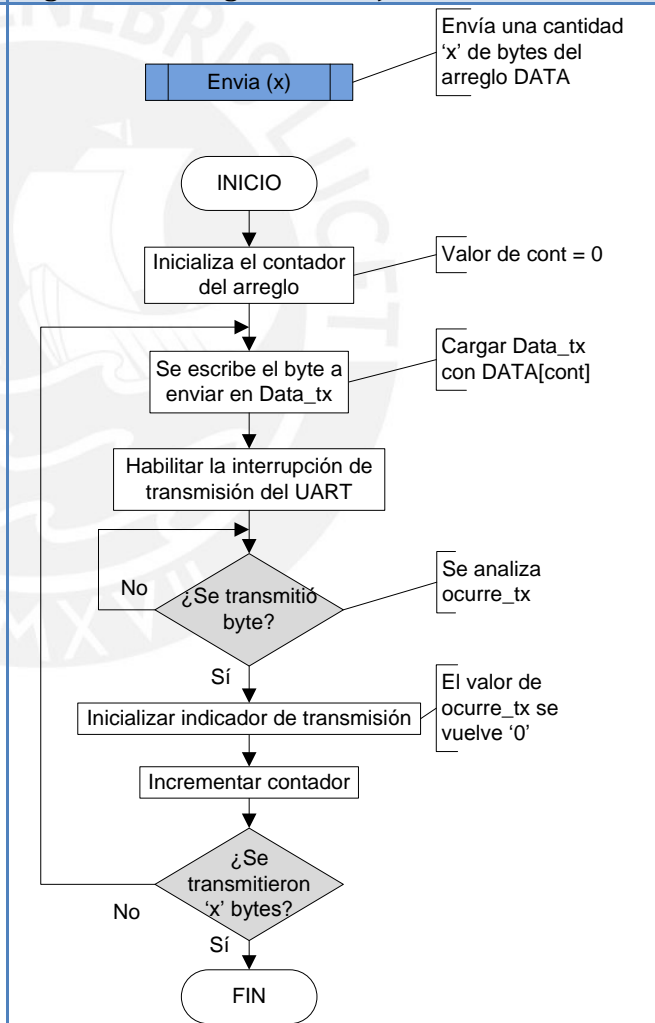 Envía una cantidad
'x' de bytes del
arreglo DATA
Envia (x)
INICIO
Inicializa el contador
del arreglo
Valor de cont = 0
Se escribe el byte a
enviar en Data_tx
Cargar Data_tx
con DATA[cont]
Habilitar la interrupción de
transmisión del UART
¿Se transmitió
byte?
No
Se analiza
ocurre_tx
Sí
Inicializar indicador de transmisión
El valor de
ocurre_tx se
vuelve '0'
Incrementar contador
¿Se
transmitieron
'x' bytes?
No
Sí
FIN